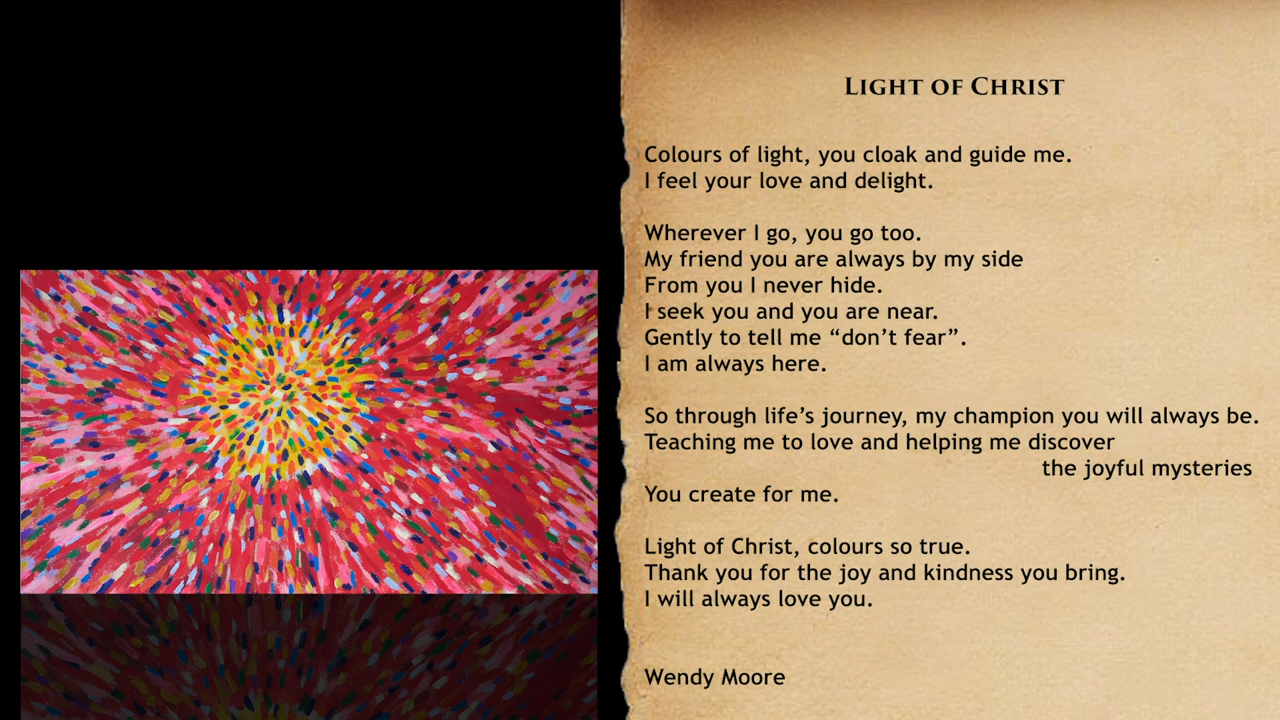 Light of Christ
Colours of light, you cloak and guide me.
I feel your love and delight.
Wherever I go, you go too.
My friend you are always by my side
From you I never hide.
I seek you and you are near.
Gently to tell me “don’t fear”.
I am always here.
So through life’s journey, my champion you will always be.
Teaching me to love and helping me discover
the joyful mysteries
You create for me.
Light of Christ, colours so true.
Thank you for the joy and kindness you bring.
I will always love you.
Wendy Moore